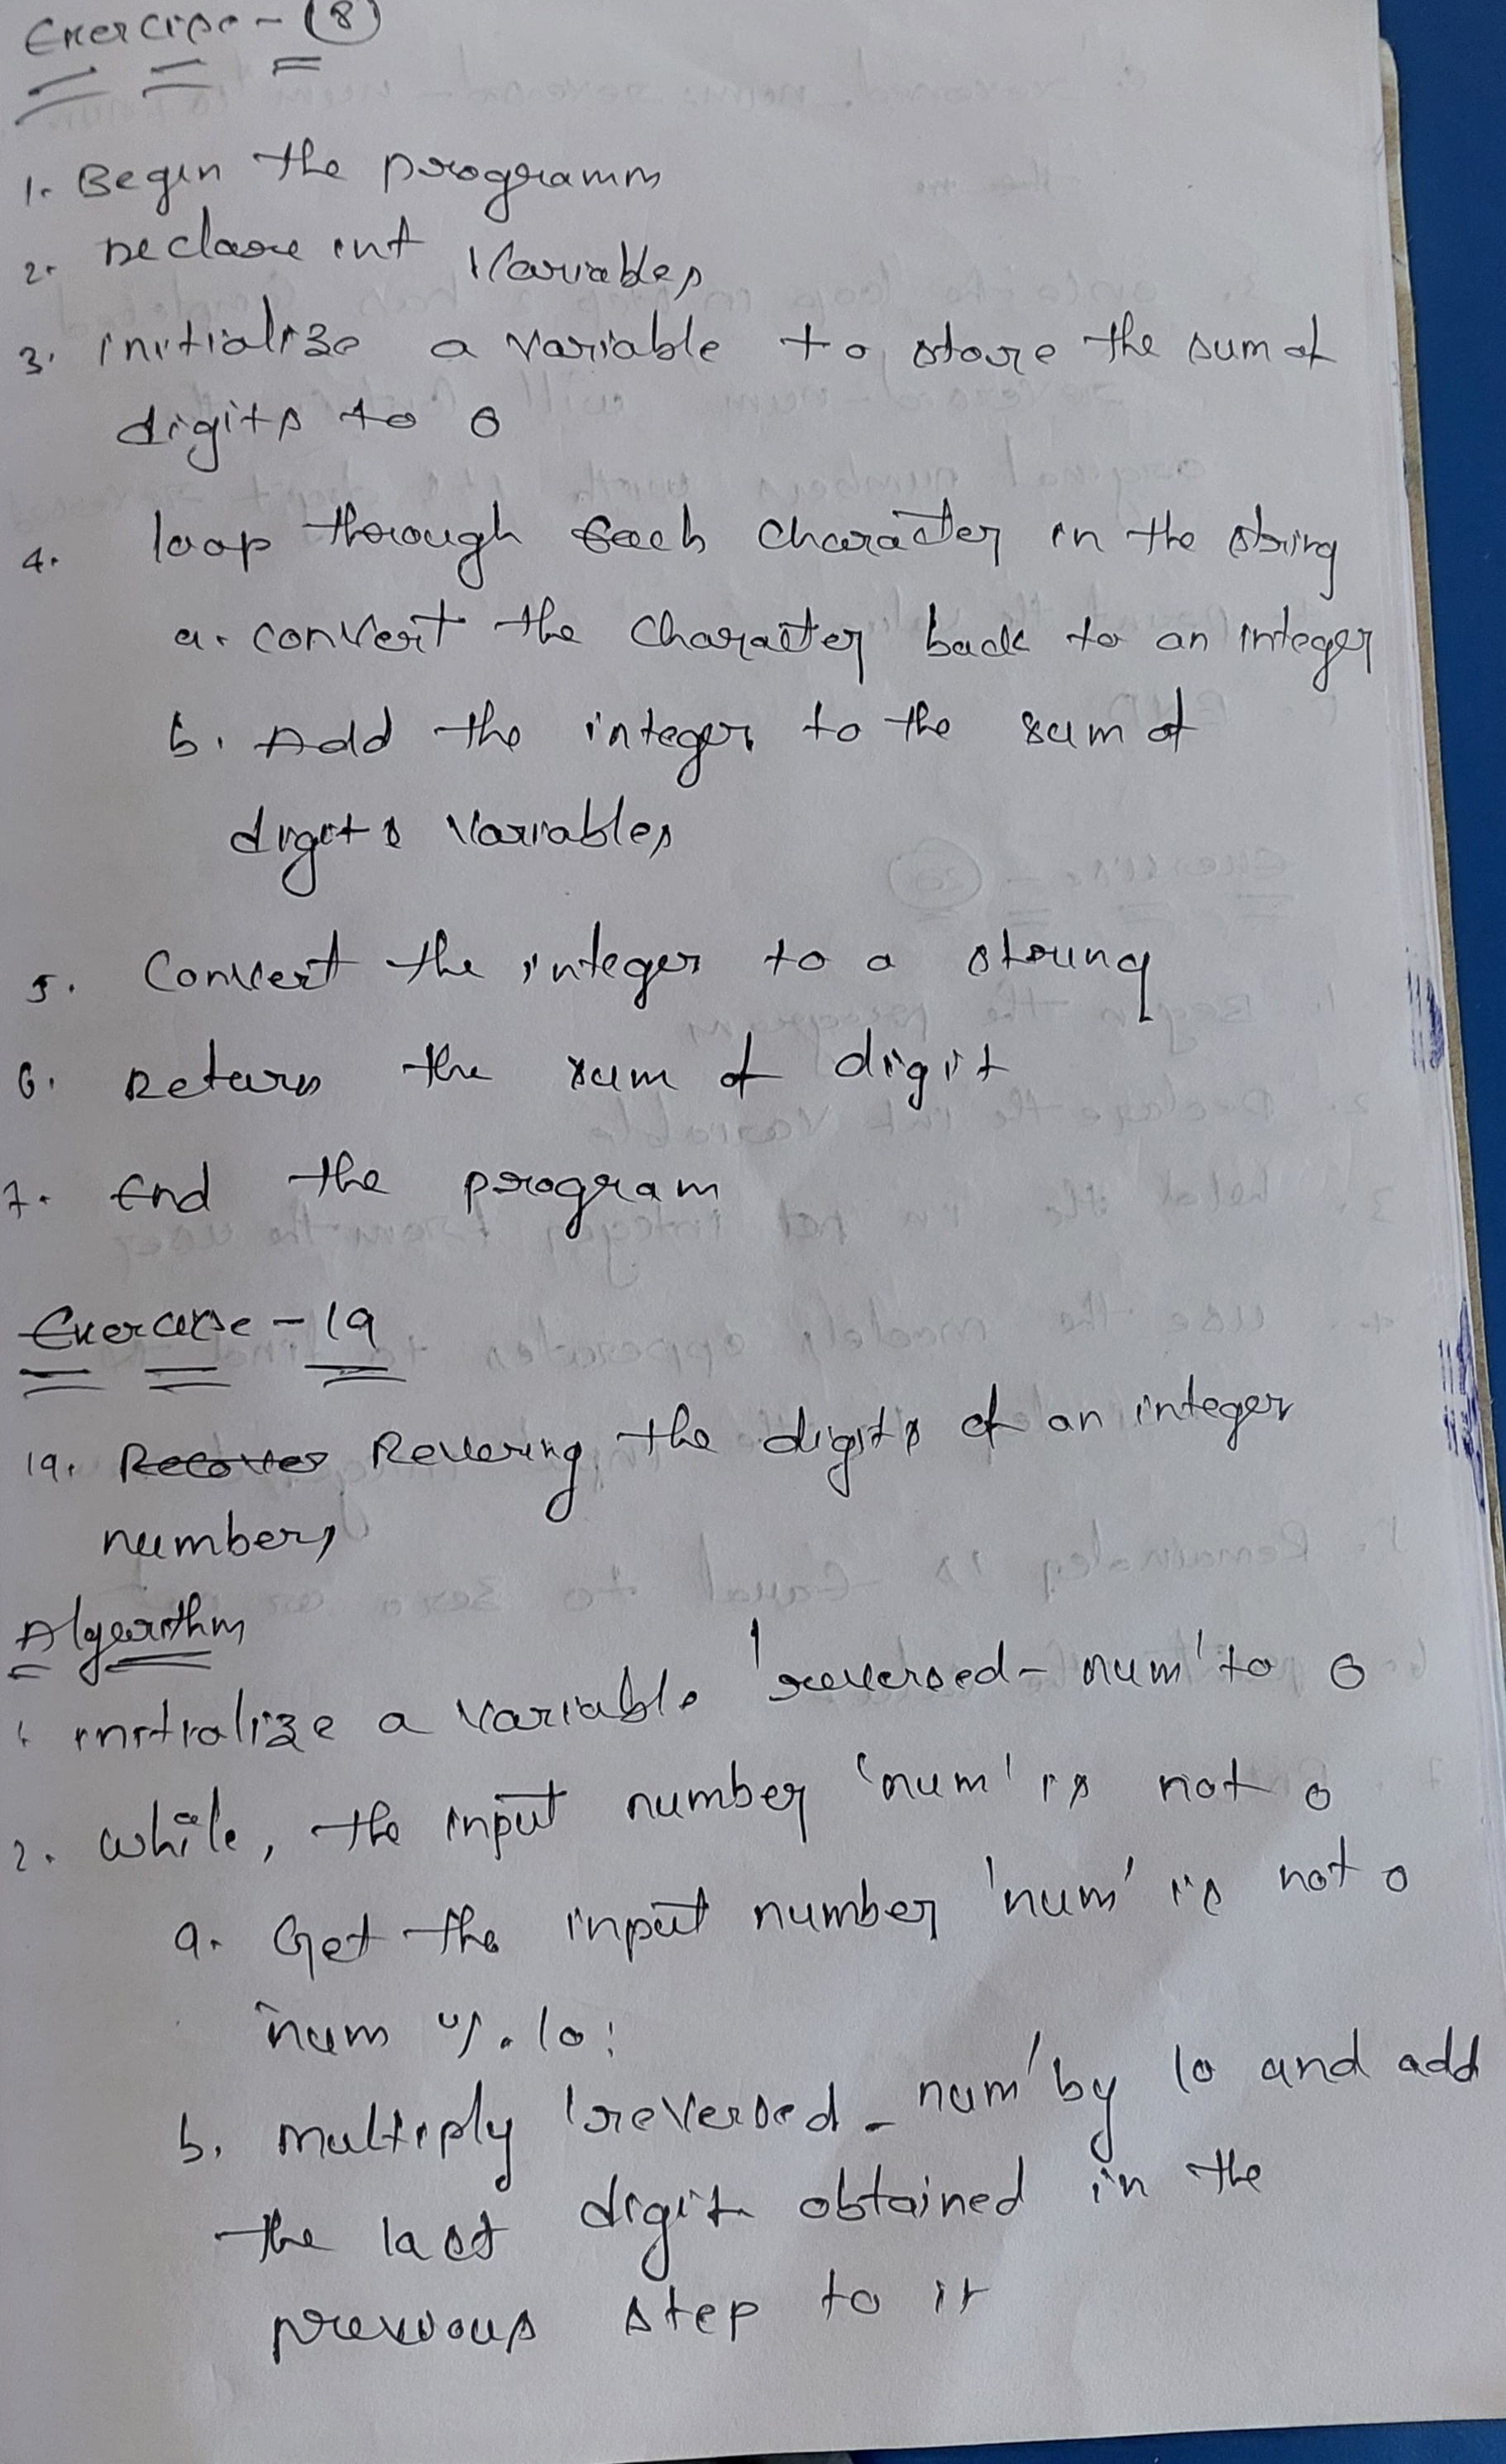 Exercise - (18)
1. Begin the programm
2. Declare int Variables
3. initialize a variable to store the sum of
digits to 0
4. loop through each character in the string
a. convert the character back to an integer
b. Add the integer to the sum of
digits variables
5. Convert the integer to a string
6. Return the sum of digit
7. End the program
Exercise - 19
19. Recover Revering the digits of an integer
numbers
Algorithm
1. initialize a variable 'reversed- num' to 0
2. while, the input number 'num' is not 0
a. Get the input number 'num' is not 0
num %. 10;
b. multiply 'reversed_num' by 10 and add
the last digit obtained in the
previous step to it